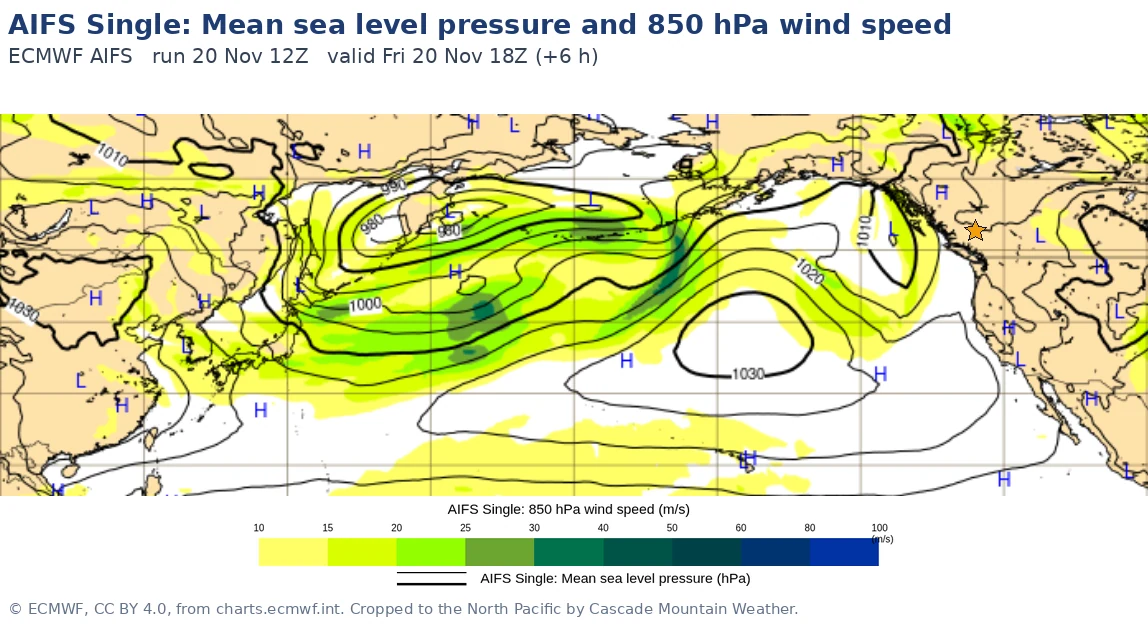 AIFS Single: Mean sea level pressure and 850 hPa wind speed
ECMWF AIFS run 20 Nov 12Z valid Fri 20 Nov 18Z (+6 h)
L
H L H H
H L H
1010 L H H
990
H H H
L L L L
980 980 1010 L L
H 1020 H
H H L
1030 1000 L
H
L H L
L 1030 H
H H
H
L H
H H
L
H
AIFS Single: 850 hPa wind speed (m/s)
10 15 20 25 30 40 50 60 80 100
(m/s)
AIFS Single: Mean sea level pressure (hPa)
© ECMWF, CC BY 4.0, from charts.ecmwf.int. Cropped to the North Pacific by Cascade Mountain Weather.